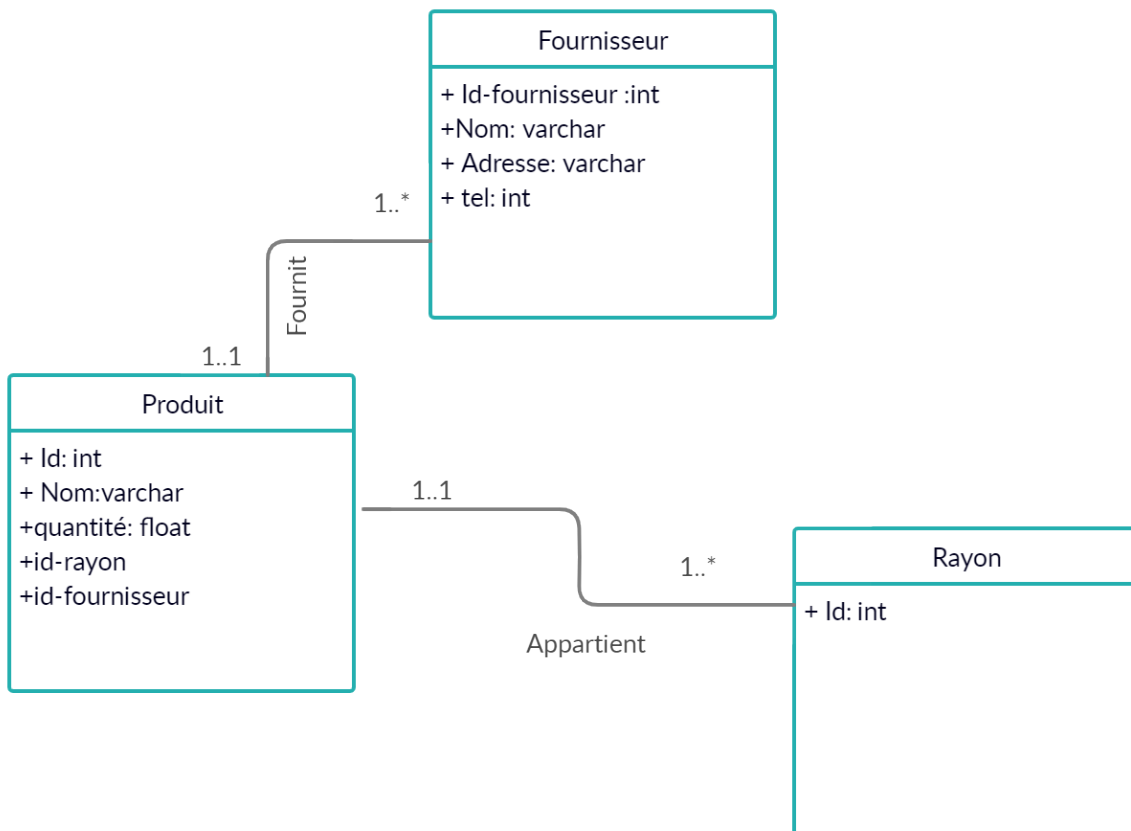 Fournisseur
+ Id-fournisseur :int
+Nom: varchar
+ Adresse: varchar
+ tel: int
1..*
Fournit
1..1
Produit
+ Id: int
+ Nom:varchar
+quantité: float
+id-rayon
+id-fournisseur
1..1
1..*
Appartient
Rayon
+ Id: int